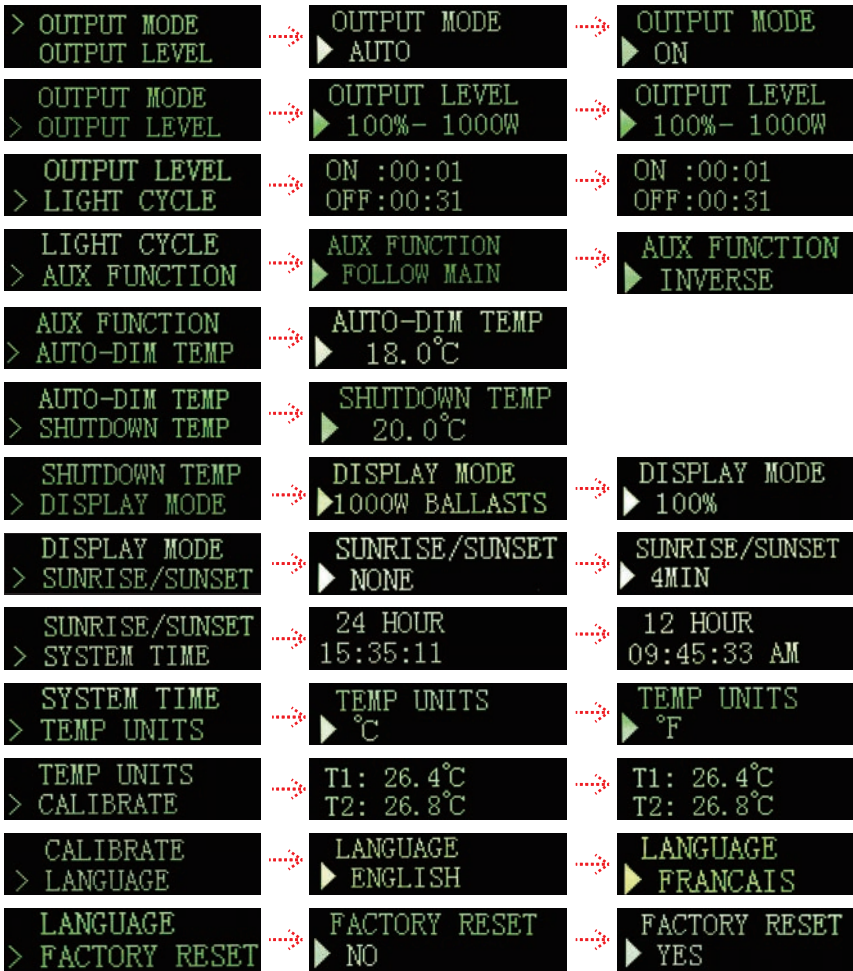 > OUTPUT MODE
OUTPUT LEVEL
OUTPUT MODE
AUTO
OUTPUT MODE
ON
OUTPUT MODE
> OUTPUT LEVEL
OUTPUT LEVEL
100%- 1000W
OUTPUT LEVEL
100%- 1000W
OUTPUT LEVEL
> LIGHT CYCLE
ON :00:01
OFF:00:31
ON :00:01
OFF:00:31
LIGHT CYCLE
> AUX FUNCTION
AUX FUNCTION
FOLLOW MAIN
AUX FUNCTION
INVERSE
AUX FUNCTION
> AUTO-DIM TEMP
AUTO-DIM TEMP
18.0℃
AUTO-DIM TEMP
> SHUTDOWN TEMP
SHUTDOWN TEMP
20.0℃
SHUTDOWN TEMP
> DISPLAY MODE
DISPLAY MODE
1000W BALLASTS
DISPLAY MODE
100%
DISPLAY MODE
> SUNRISE/SUNSET
SUNRISE/SUNSET
NONE
SUNRISE/SUNSET
4MIN
SUNRISE/SUNSET
> SYSTEM TIME
24 HOUR
15:35:11
12 HOUR
09:45:33 AM
SYSTEM TIME
> TEMP UNITS
TEMP UNITS
℃
TEMP UNITS
°F
TEMP UNITS
> CALIBRATE
T1: 26.4℃
T2: 26.8℃
T1: 26.4℃
T2: 26.8℃
CALIBRATE
> LANGUAGE
LANGUAGE
ENGLISH
LANGUAGE
FRANCAIS
LANGUAGE
> FACTORY RESET
FACTORY RESET
NO
FACTORY RESET
YES